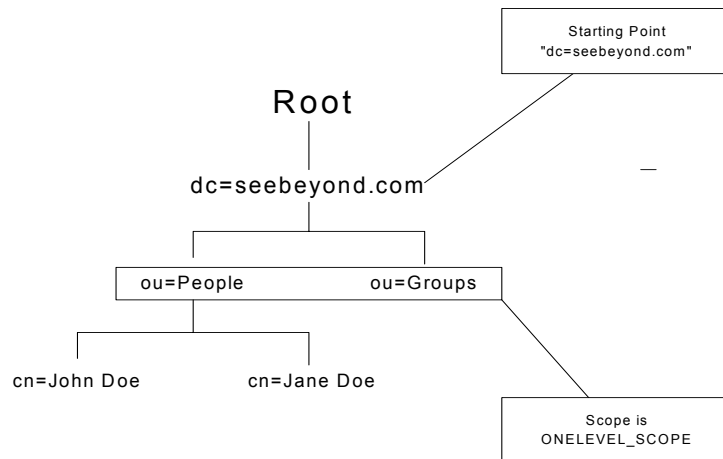 Starting Point
"dc=seebeyond.com"
Root
dc=seebeyond.com
ou=People
ou=Groups
cn=John Doe
cn=Jane Doe
Scope is
ONELEVEL_SCOPE